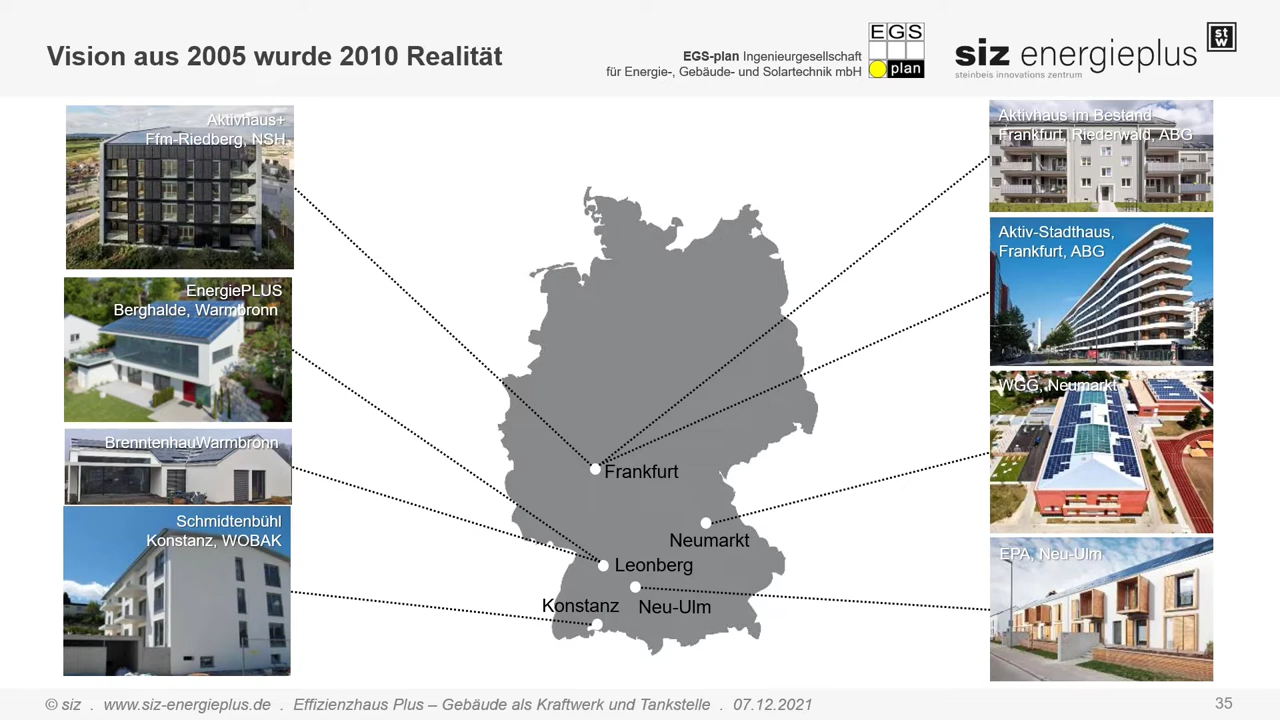 Vision aus 2005 wurde 2010 Realität
EGS-plan Ingenieurgesellschaft
für Energie-, Gebäude- und Solartechnik mbH
EGS
plan
siz energieplus
steinbeis innovations zentrum
stw
Aktivhaus+
Ffm-Riedberg, NSH
EnergiePLUS
Berghalde, Warmbronn
BrenntenhauWarmbronn
Schmidtenbühl
Konstanz, WOBAK
Frankfurt
Neumarkt
Leonberg
Konstanz
Neu-Ulm
Aktivhaus im Bestand
Frankfurt, Riederwald, ABG
Aktiv-Stadthaus,
Frankfurt, ABG
WGG, Neumarkt
EPA, Neu-Ulm
© siz . www.siz-energieplus.de . Effizienzhaus Plus – Gebäude als Kraftwerk und Tankstelle . 07.12.2021
35